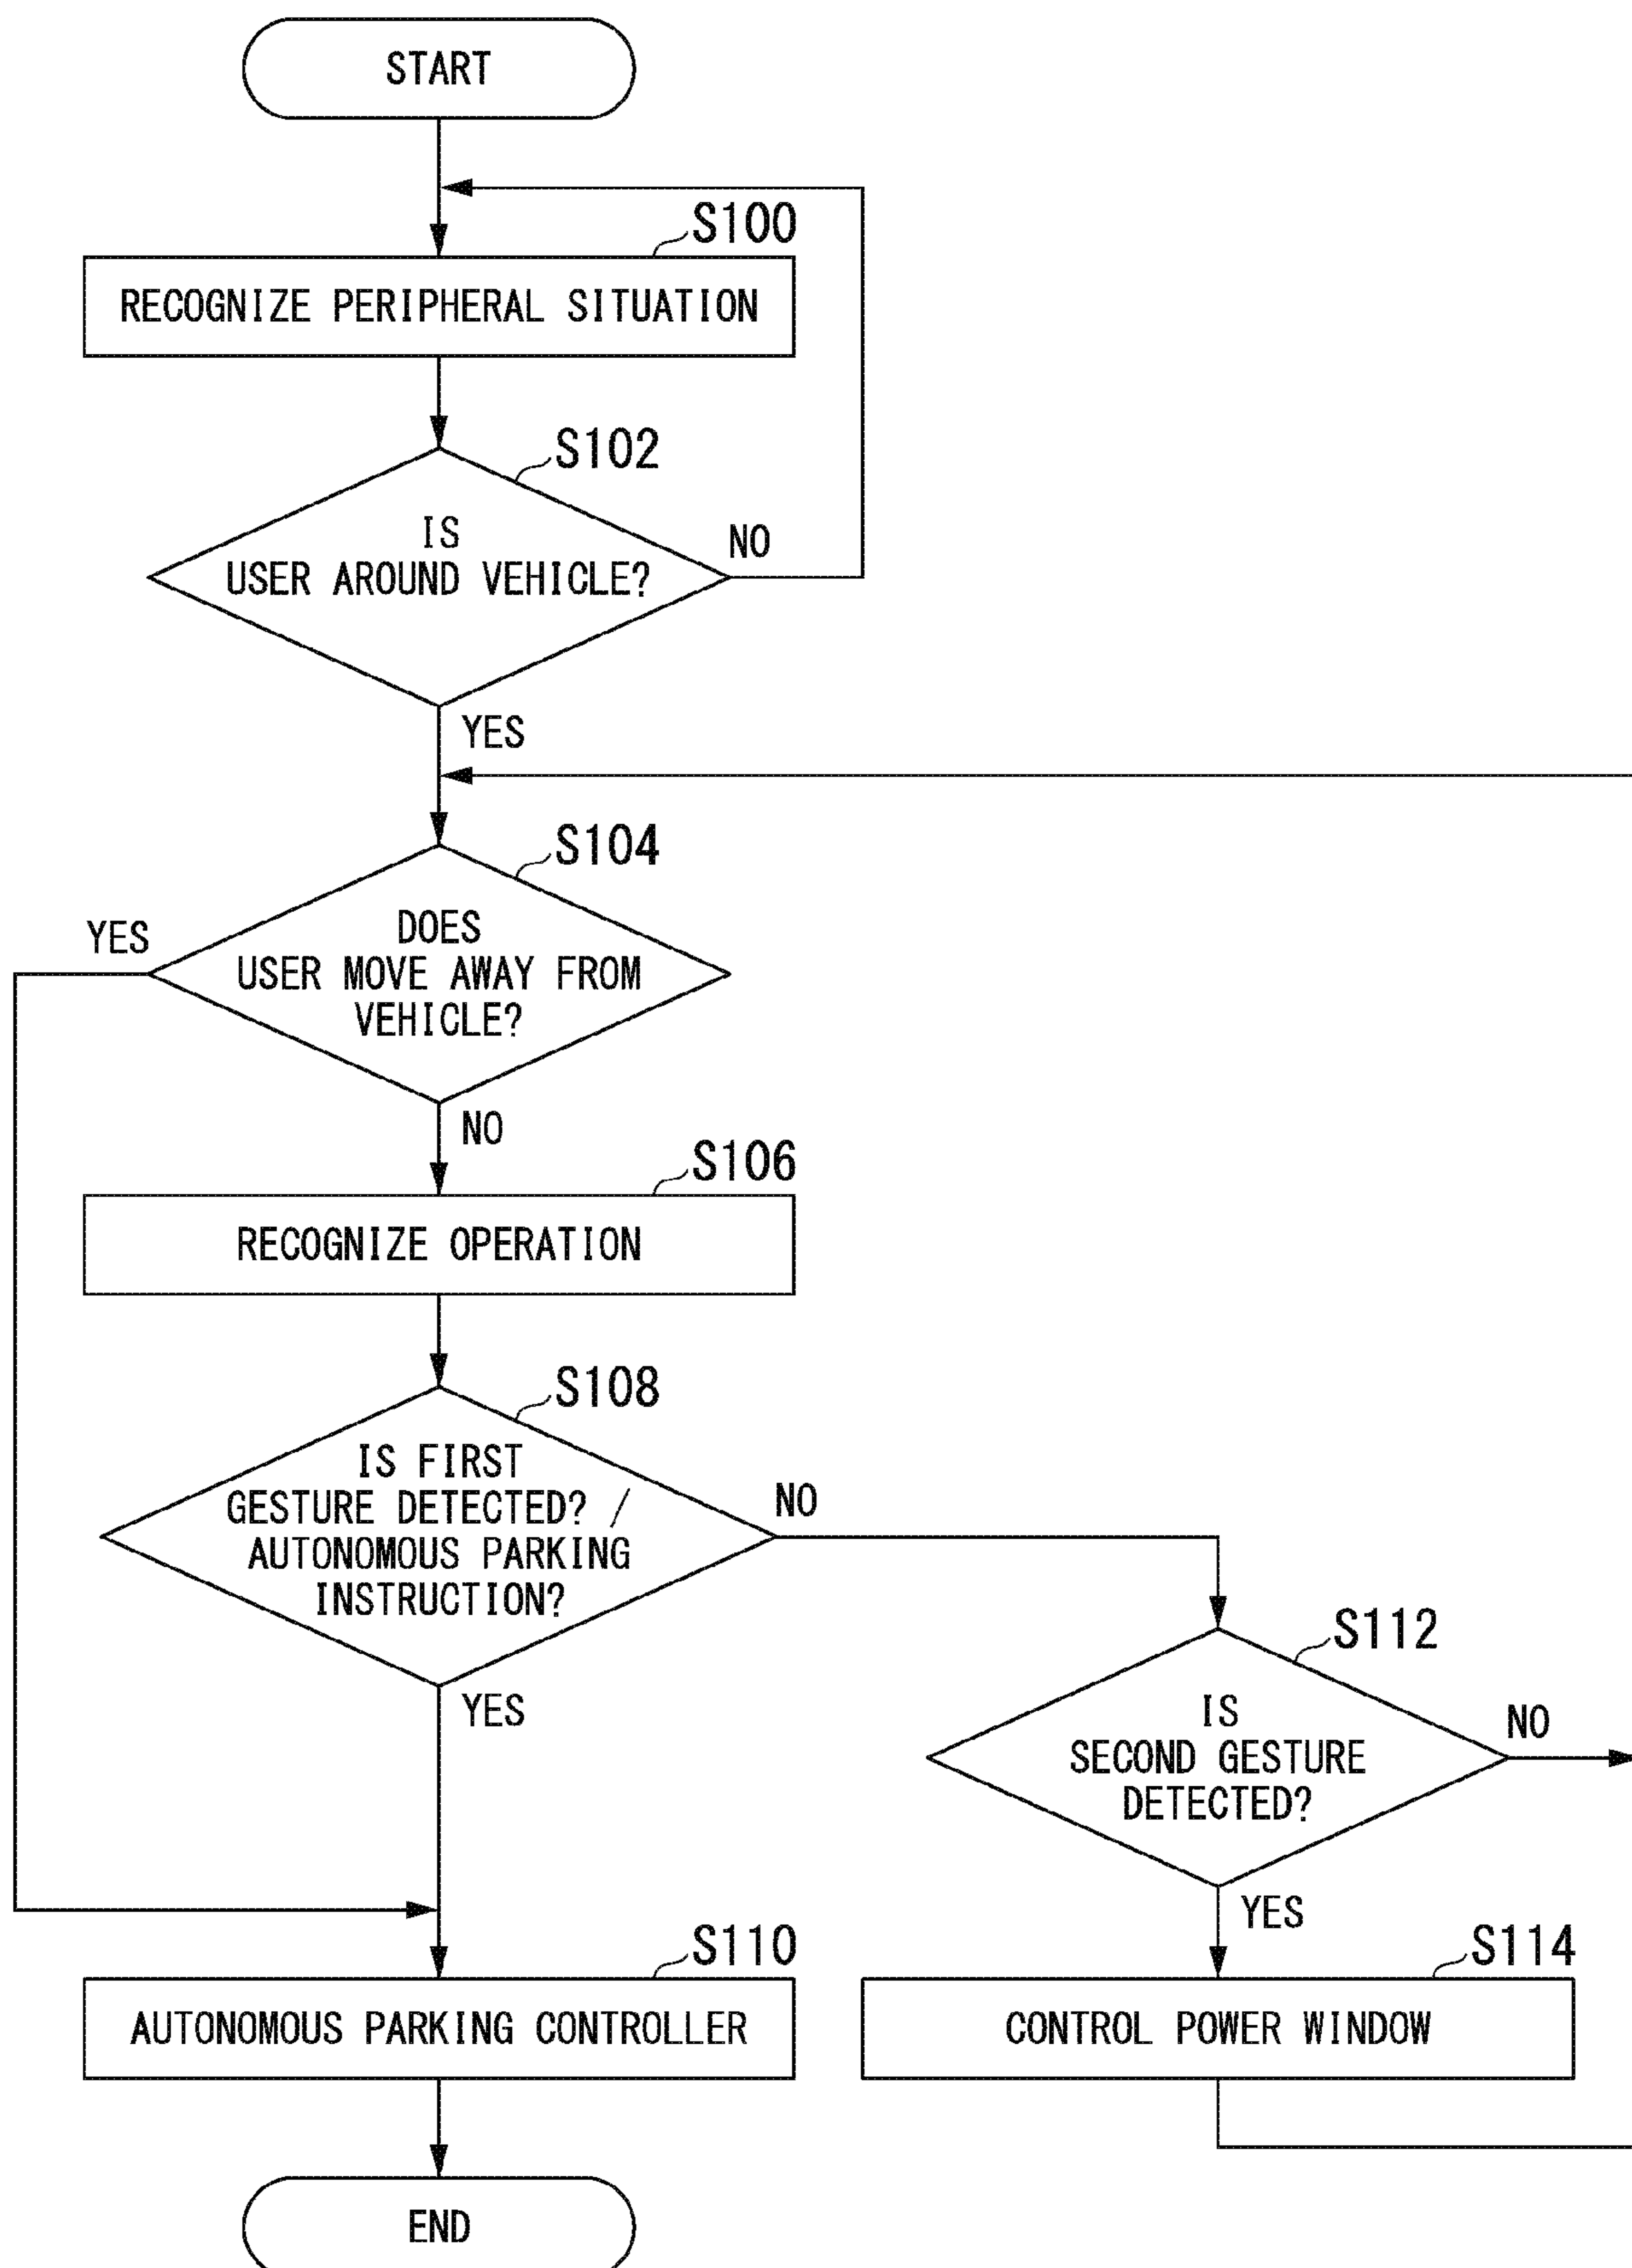 START
S100
RECOGNIZE PERIPHERAL SITUATION
S102
IS
USER AROUND VEHICLE?
NO
YES
S104
DOES
USER MOVE AWAY FROM
VEHICLE?
YES
NO
S106
RECOGNIZE OPERATION
S108
IS FIRST
GESTURE DETECTED? /
AUTONOMOUS PARKING
INSTRUCTION?
NO
YES
S112
IS
SECOND GESTURE
DETECTED?
NO
YES
S110
AUTONOMOUS PARKING CONTROLLER
S114
CONTROL POWER WINDOW
END